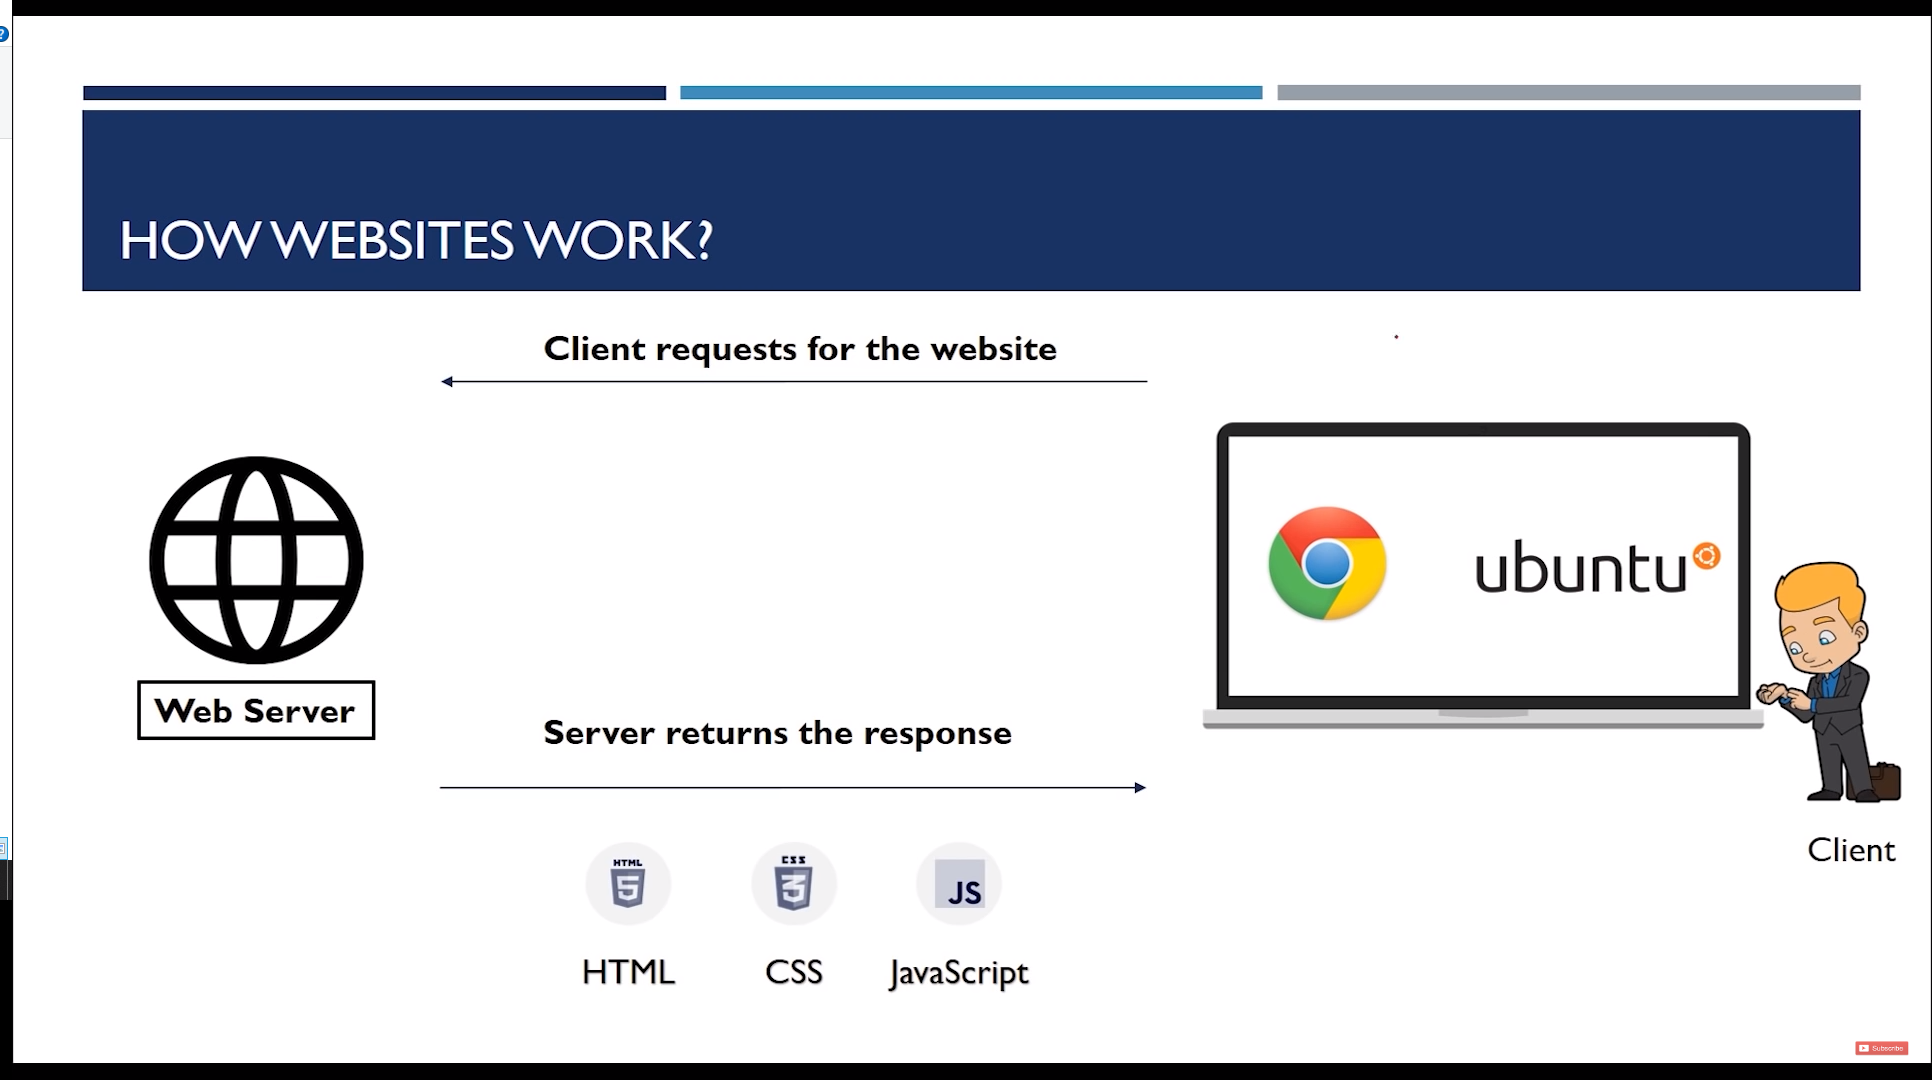 HOW WEBSITES WORK?
Client requests for the website
ubuntu
Web Server
Server returns the response
Client
HTML
5
CSS
3
JS
HTML
CSS
JavaScript
Subscribe
?